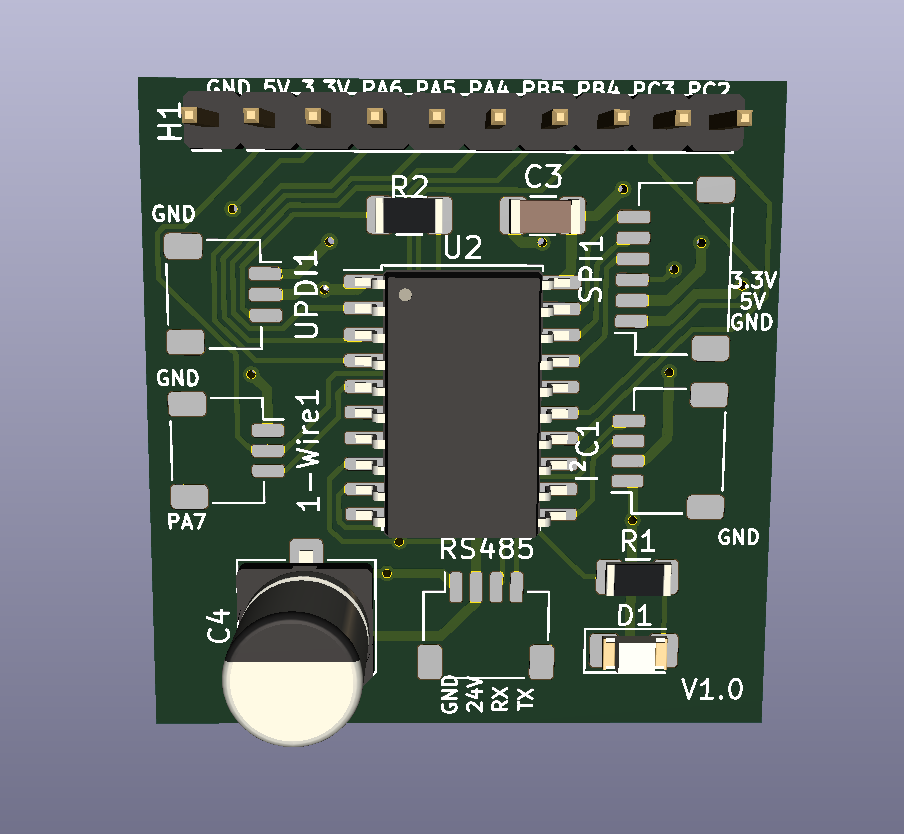 GND 5V 3.3V PA6 PA5 PA4 PB5 PB4 PC3 PC2
H1
R2
C3
GND
U2
UPDI1
SPI1
3.3V
5V
GND
GND
1-Wire1
I²C1
PA7
GND
RS485
R1
C4
D1
GND
24V
RX
TX
V1.0